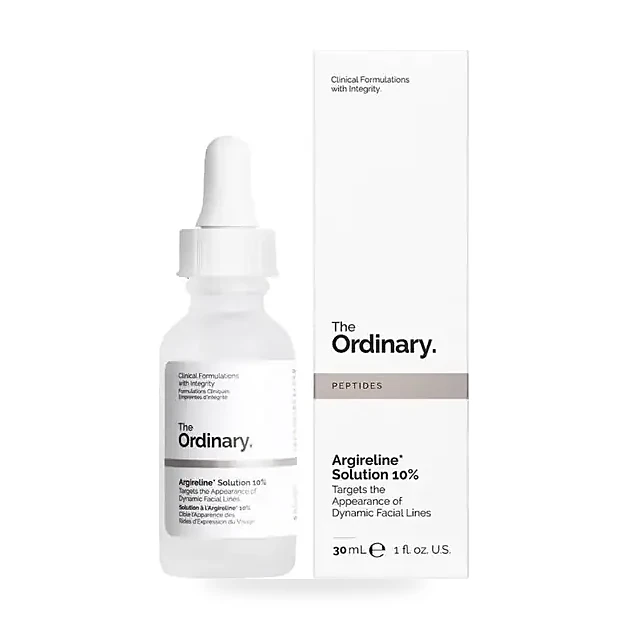 Clinical Formulations
with Integrity.
The
Ordinary.
PEPTIDES
Argireline*
Solution 10%
Targets the
Appearance of
Dynamic Facial Lines
30 mL ℮ 1 fl. oz. U.S.
Clinical Formulations
with Integrity
Formulations Cliniques
Empreintes d'intégrité
The
Ordinary.
Argireline* Solution 10%
Targets the Appearance of
Dynamic Facial Lines
Solution à l'Argireline* 10%
Cible l'Apparence des
Rides d'Expression du Visage